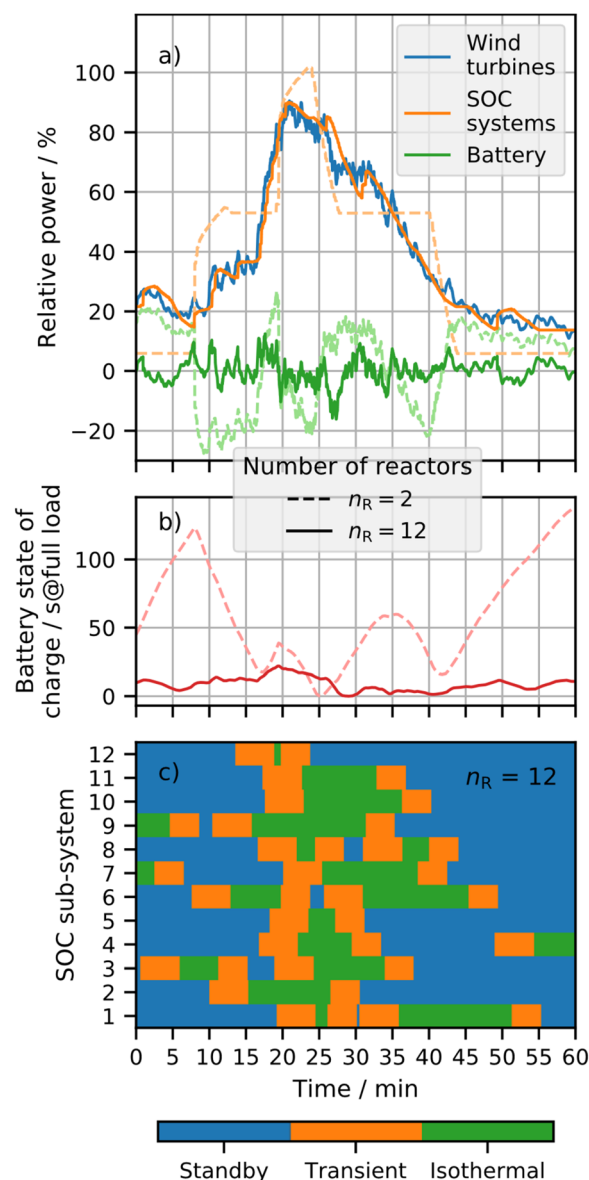 a)
Wind
turbines
SOC
systems
Battery
100
80
60
40
20
0
−20
Relative power / %
Number of reactors
n_R = 2
n_R = 12
b)
100
50
0
Battery state of
charge / s@full load
c)
n_R = 12
12
11
10
9
8
7
6
5
4
3
2
1
SOC sub-system
0 5 10 15 20 25 30 35 40 45 50 55 60
Time / min
Standby Transient Isothermal